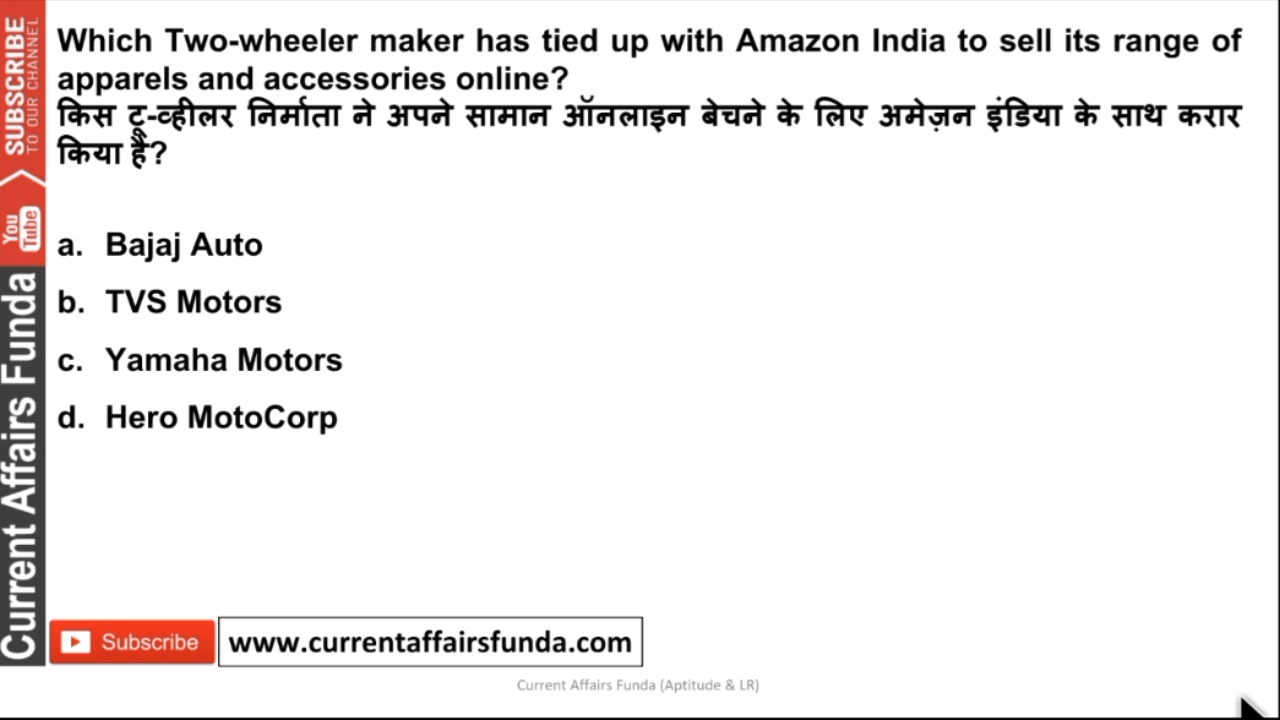 Which Two-wheeler maker has tied up with Amazon India to sell its range of
apparels and accessories online?
किस टू-व्हीलर निर्माता ने अपने सामान ऑनलाइन बेचने के लिए अमेज़न इंडिया के साथ करार
किया है?
a. Bajaj Auto
b. TVS Motors
c. Yamaha Motors
d. Hero MotoCorp
SUBSCRIBE
TO OUR CHANNEL
You
Tube
Current Affairs Funda
Subscribe
www.currentaffairsfunda.com
Current Affairs Funda (Aptitude & LR)